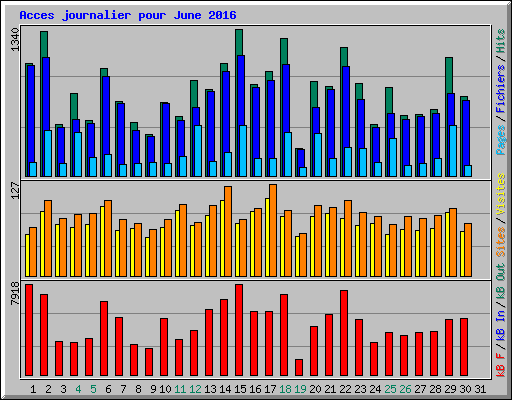 Acces journalier pour June 2016
1340
127
7918
Pages / Fichiers / Hits
Sites / Visites
kB F / kB In / kB Out
1 2 3 4 5 6 7 8 9 10 11 12 13 14 15 16 17 18 19 20 21 22 23 24 25 26 27 28 29 30 31